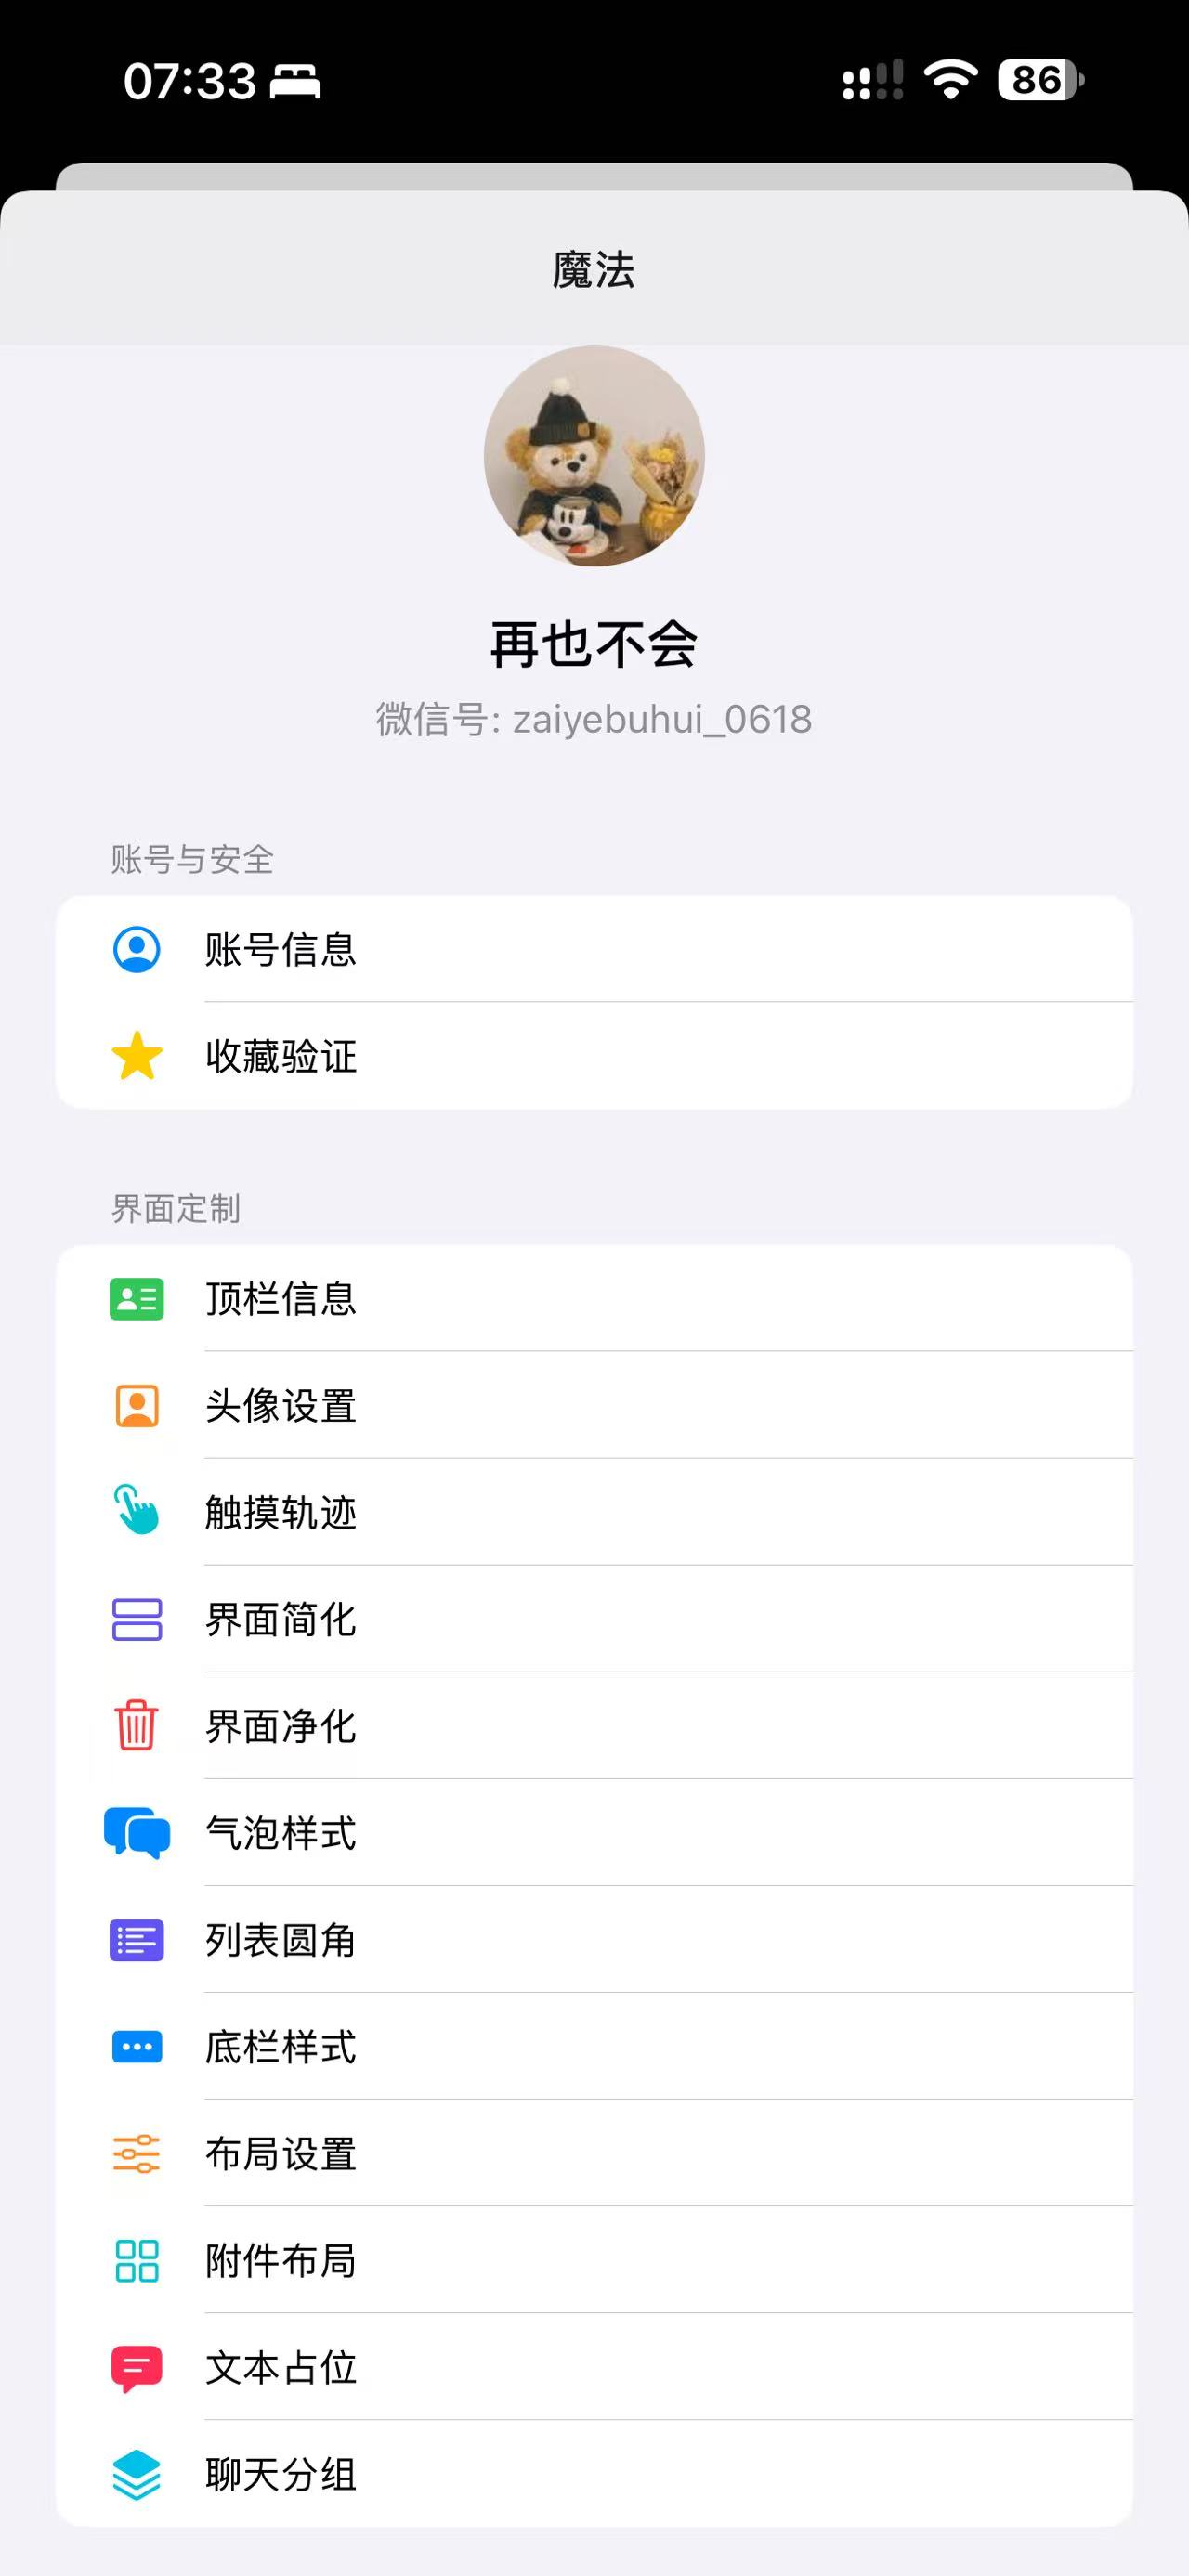 07:33
86
魔法
再也不会
微信号: zaiyebuhui_0618
账号与安全
账号信息
收藏验证
界面定制
顶栏信息
头像设置
触摸轨迹
界面简化
界面净化
气泡样式
列表圆角
底栏样式
布局设置
附件布局
文本占位
聊天分组